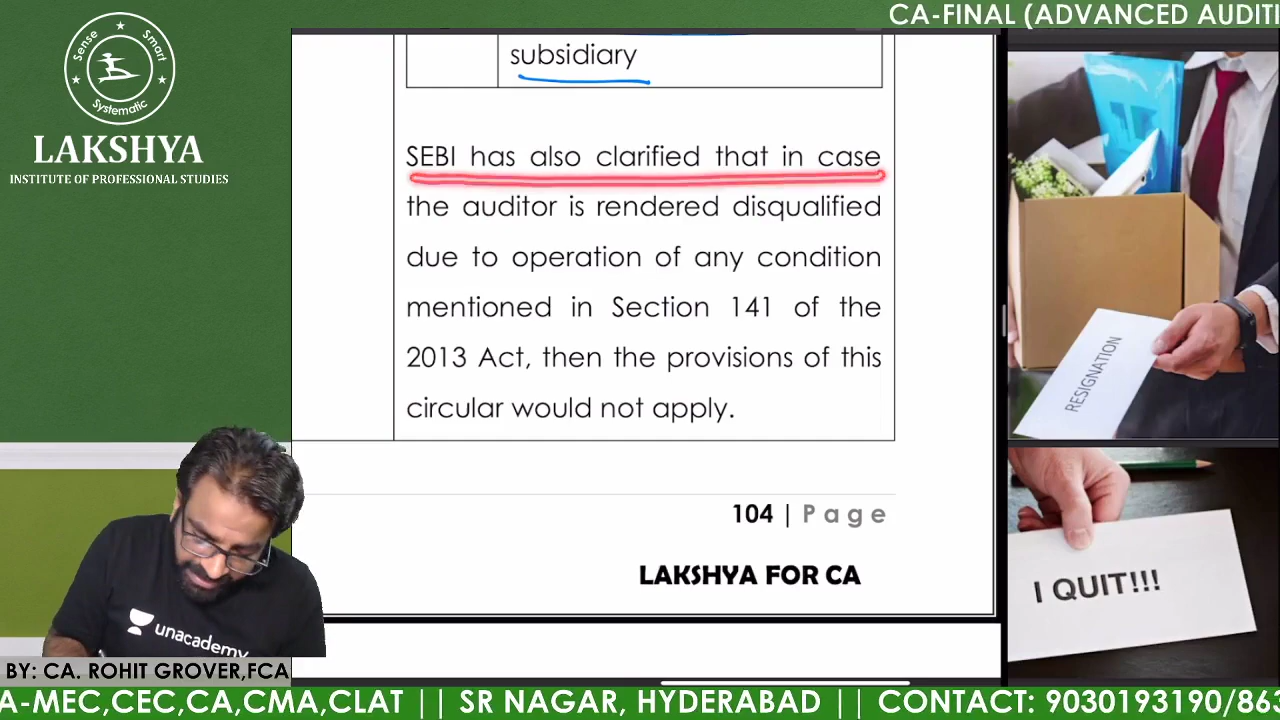 CA-FINAL (ADVANCED AUDITI
Sense
Smart
Systematic
LAKSHYA
INSTITUTE OF PROFESSIONAL STUDIES
subsidiary
SEBI has also clarified that in case
the auditor is rendered disqualified
due to operation of any condition
mentioned in Section 141 of the
2013 Act, then the provisions of this
circular would not apply.
104 | Page
LAKSHYA FOR CA
RESIGNATION
I QUIT!!!
unacademy
BY: CA. ROHIT GROVER,FCA
A-MEC,CEC,CA,CMA,CLAT || SR NAGAR, HYDERABAD || CONTACT: 9030193190/863